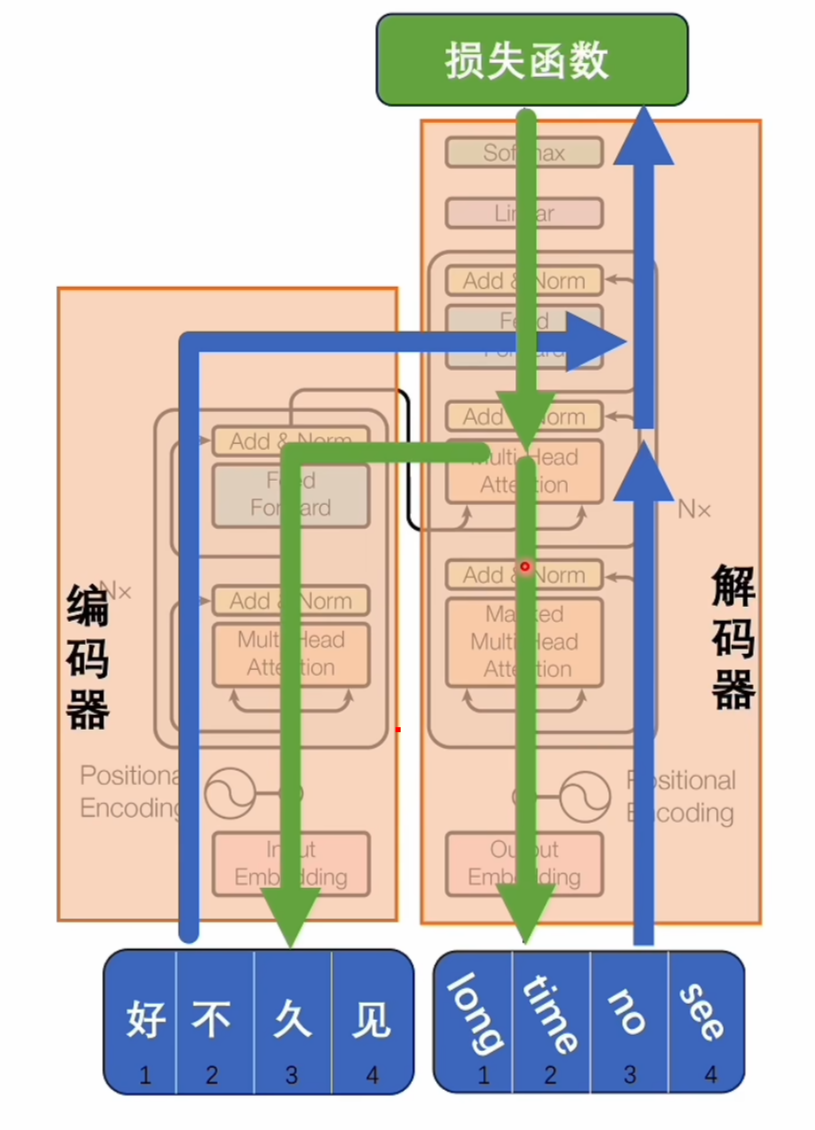 损失函数
Softmax
Linear
Add & Norm
Feed
Forward
Add & Norm
Multi-Head
Attention
N×
Add & Norm
Masked
Multi-Head
Attention
解
码
器
Positional
Encoding
Output
Embedding
Add & Norm
Feed
Forward
N×
Add & Norm
Multi-Head
Attention
编
码
器
Positional
Encoding
Input
Embedding
好 不 久 见
1 2 3 4
long time no see
1 2 3 4